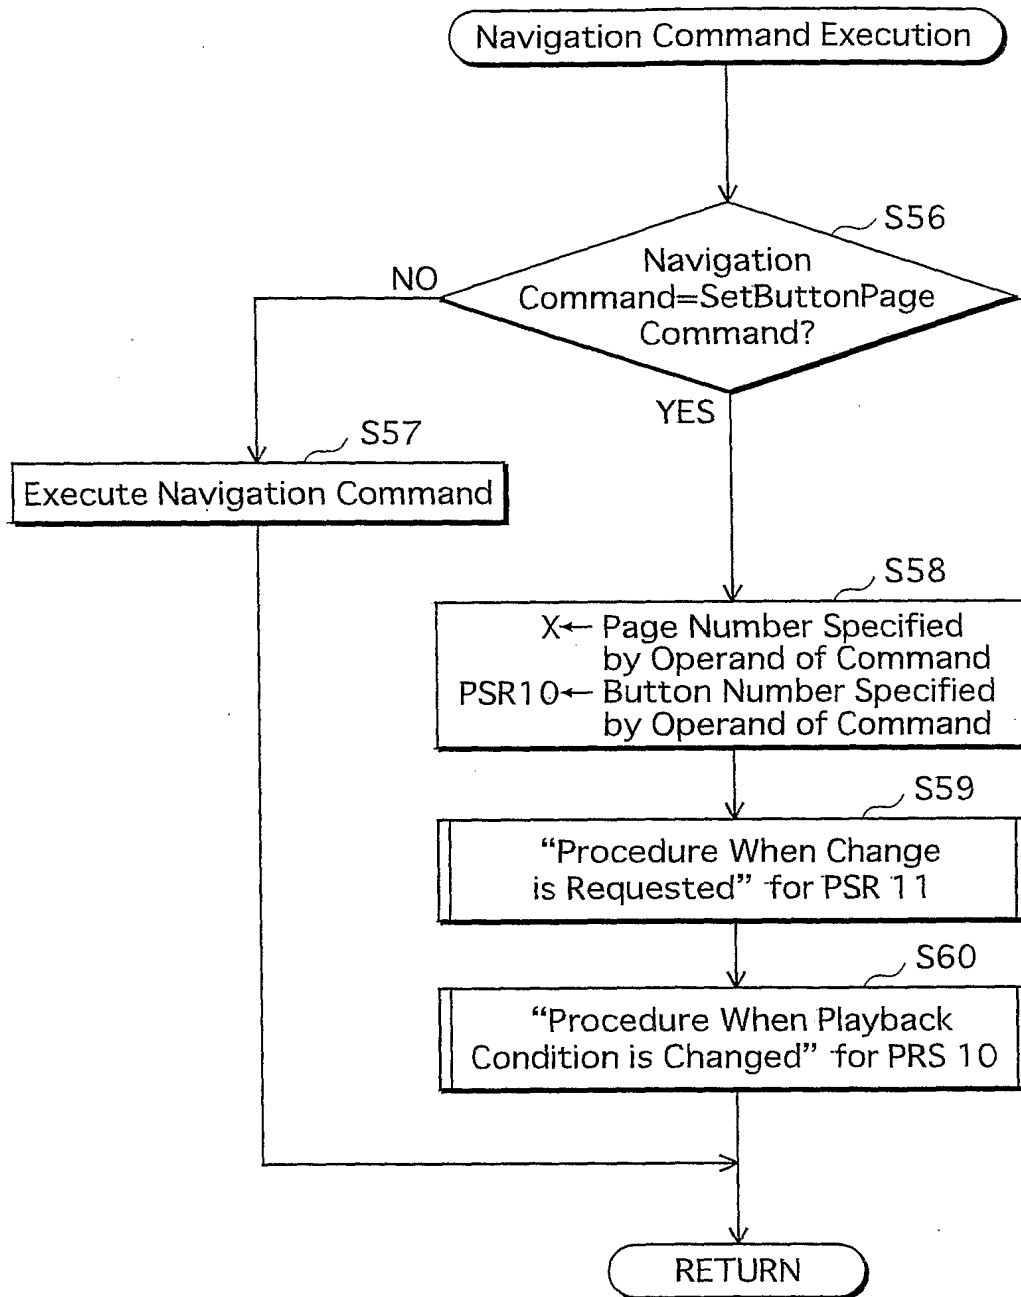 Navigation Command Execution
S56
Navigation
Command=SetButtonPage
Command?
NO
YES
S57
Execute Navigation Command
S58
X← Page Number Specified
by Operand of Command
PSR10← Button Number Specified
by Operand of Command
S59
“Procedure When Change
is Requested” for PSR 11
S60
“Procedure When Playback
Condition is Changed” for PRS 10
RETURN